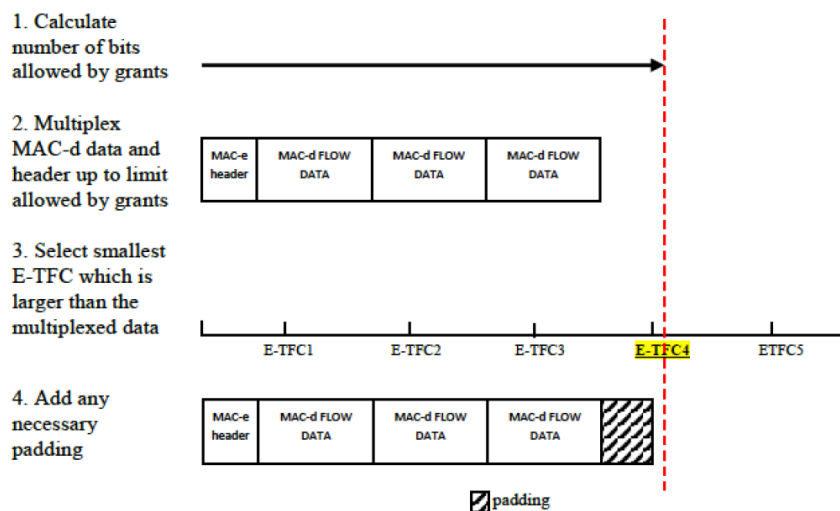 1. Calculate
number of bits
allowed by grants
2. Multiplex
MAC-d data and
header up to limit
allowed by grants
MAC-e
header
MAC-d FLOW
DATA
MAC-d FLOW
DATA
MAC-d FLOW
DATA
3. Select smallest
E-TFC which is
larger than the
multiplexed data
E-TFC1
E-TFC2
E-TFC3
E-TFC4
ETFC5
4. Add any
necessary
padding
MAC-e
header
MAC-d FLOW
DATA
MAC-d FLOW
DATA
MAC-d FLOW
DATA
padding